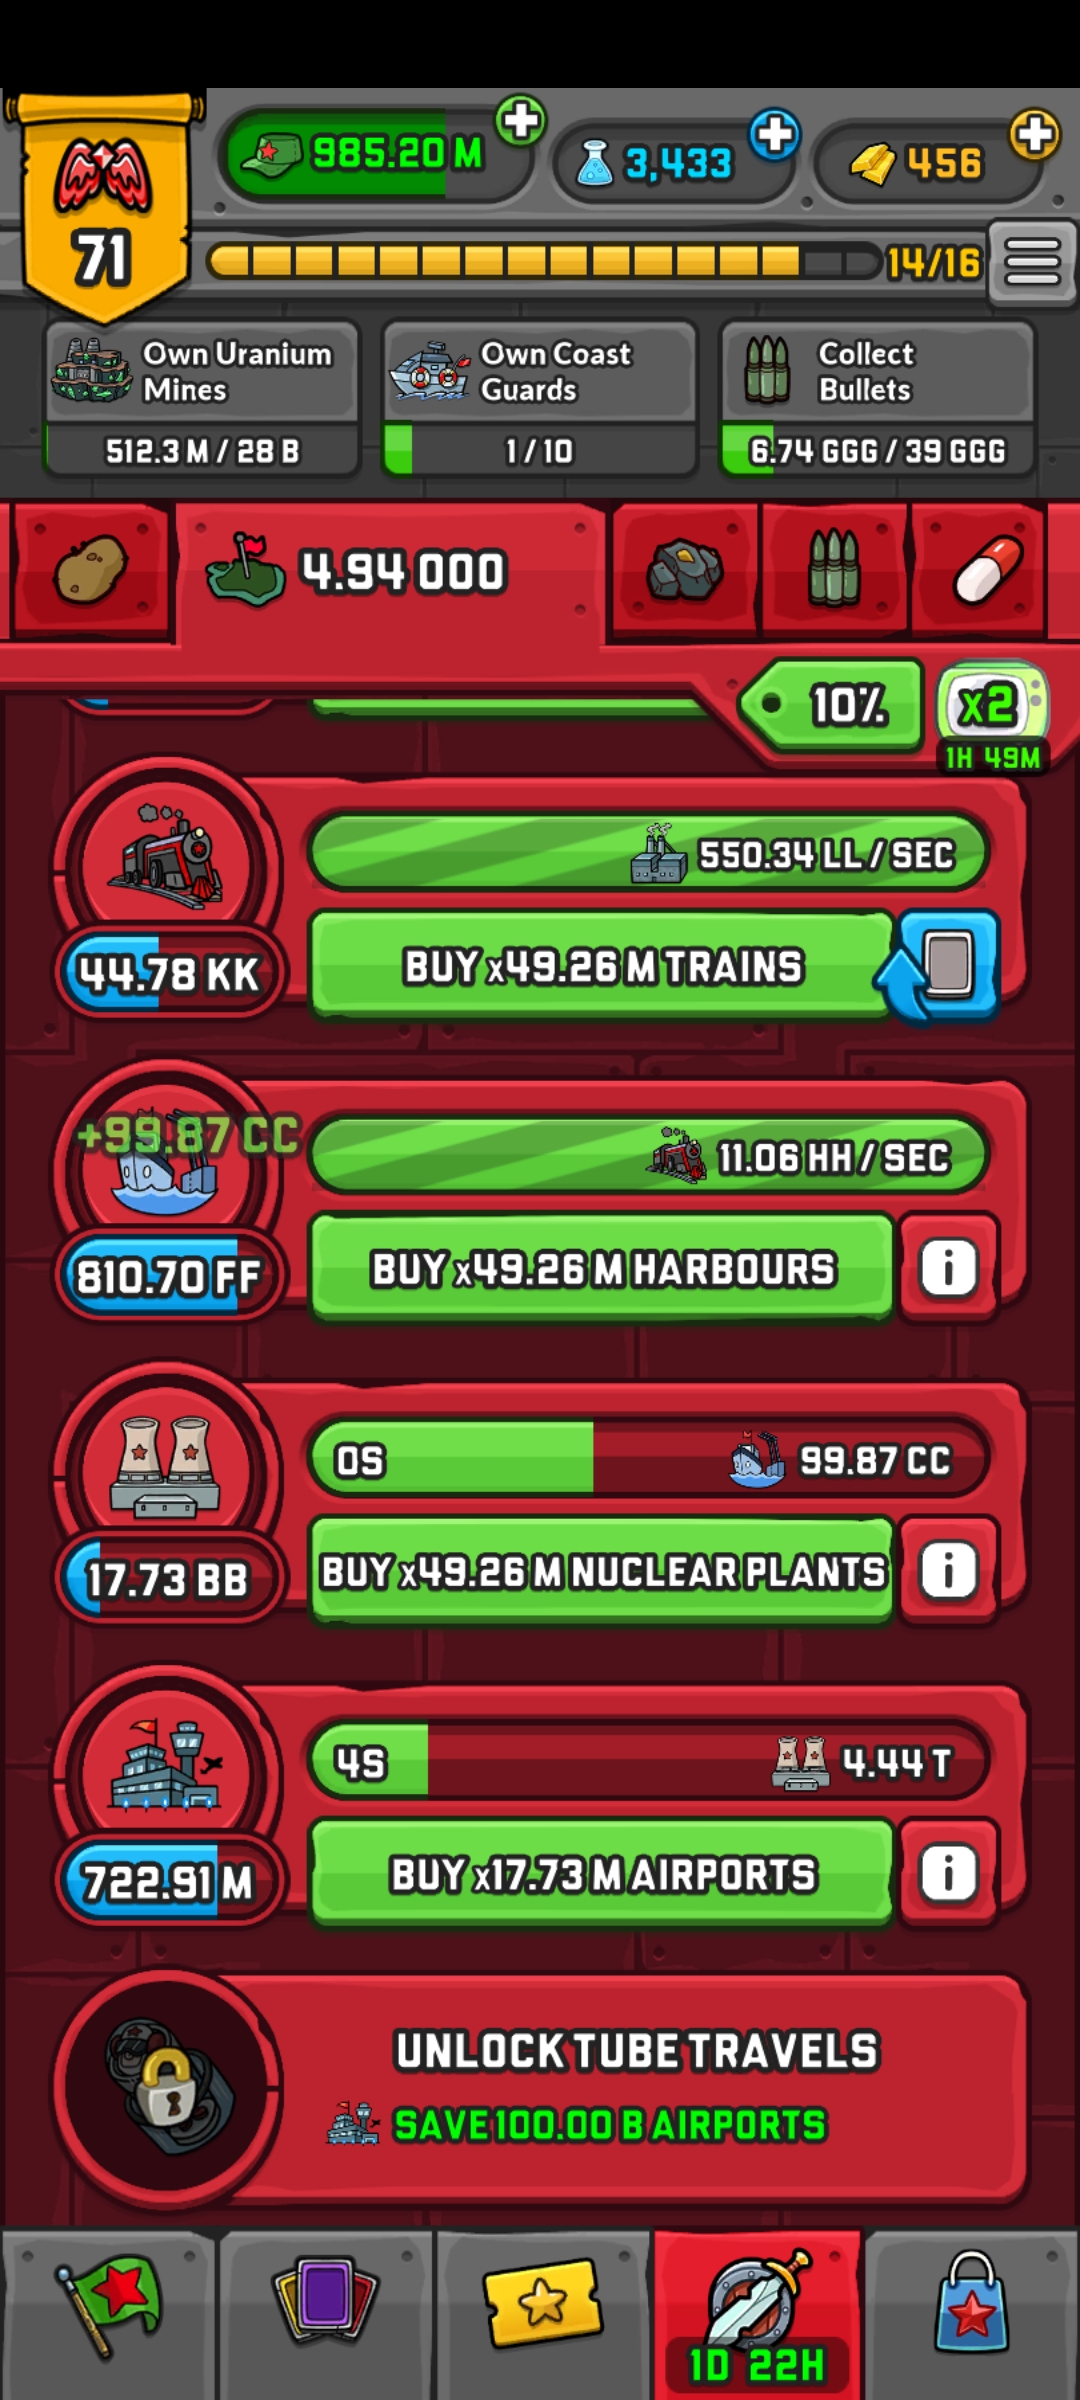 985.20 M
3,433
456
71
14/16
Own Uranium
Mines
512.3 M / 28 B
Own Coast
Guards
1 / 10
Collect
Bullets
6.74 GGG / 39 GGG
4.94 000
10%
x2
1H 49M
550.34 LL / SEC
44.78 KK
BUY x49.26 M TRAINS
+99.87 CC
11.06 HH / SEC
810.70 FF
BUY x49.26 M HARBOURS
i
0S
99.87 CC
17.73 BB
BUY x49.26 M NUCLEAR PLANTS
i
4S
4.44 T
722.91 M
BUY x17.73 M AIRPORTS
i
UNLOCK TUBE TRAVELS
SAVE 100.00 B AIRPORTS
1D 22H